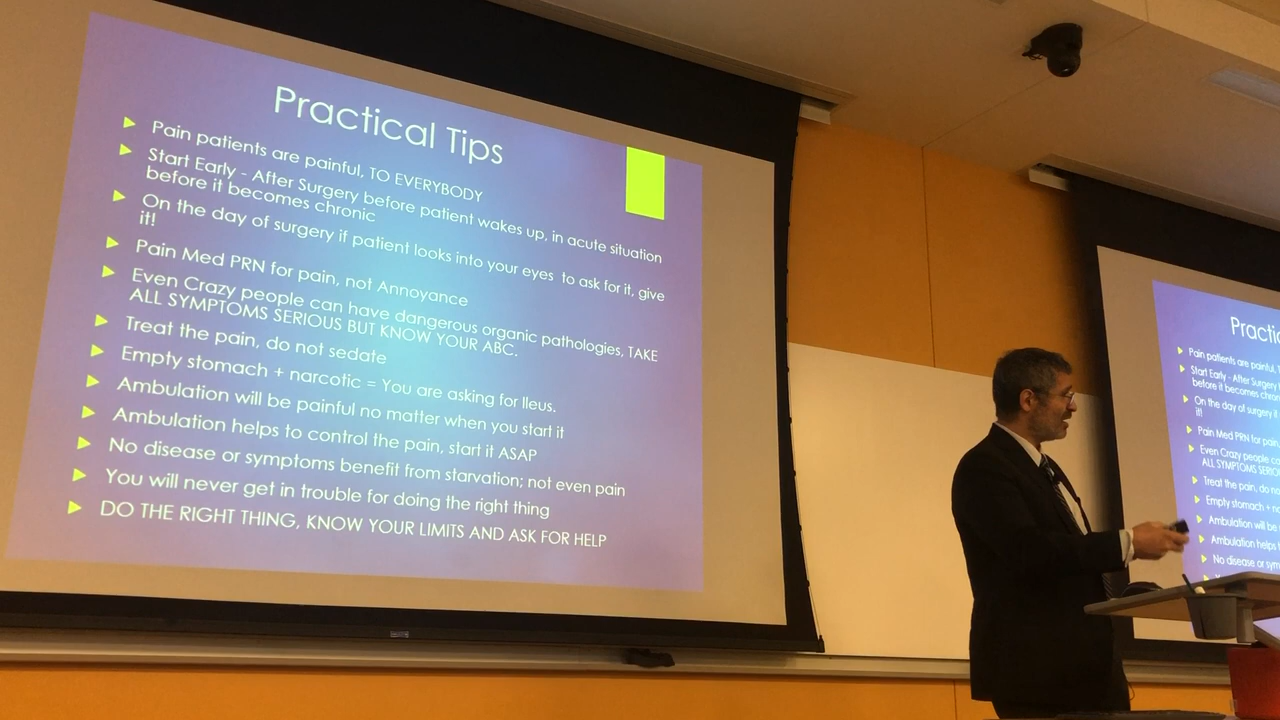 Practical Tips
Pain patients are painful, TO EVERYBODY
Start Early - After Surgery before patient wakes up, in acute situation
before it becomes chronic
On the day of surgery if patient looks into your eyes to ask for it, give
it!
Pain Med PRN for pain, not Annoyance
Even Crazy people can have dangerous organic pathologies, TAKE
ALL SYMPTOMS SERIOUS BUT KNOW YOUR ABC.
Treat the pain, do not sedate
Empty stomach + narcotic = You are asking for Ileus.
Ambulation will be painful no matter when you start it
Ambulation helps to control the pain, start it ASAP
No disease or symptoms benefit from starvation; not even pain
You will never get in trouble for doing the right thing
DO THE RIGHT THING, KNOW YOUR LIMITS AND ASK FOR HELP
Practic
Pain patients are painful, T
Start Early - After Surgery
before it becomes chron
On the day of surgery if
it!
Pain Med PRN for pain,
Even Crazy people ca
ALL SYMPTOMS SERIOU
Treat the pain, do no
Empty stomach + na
Ambulation will be
Ambulation helps t
No disease or sym